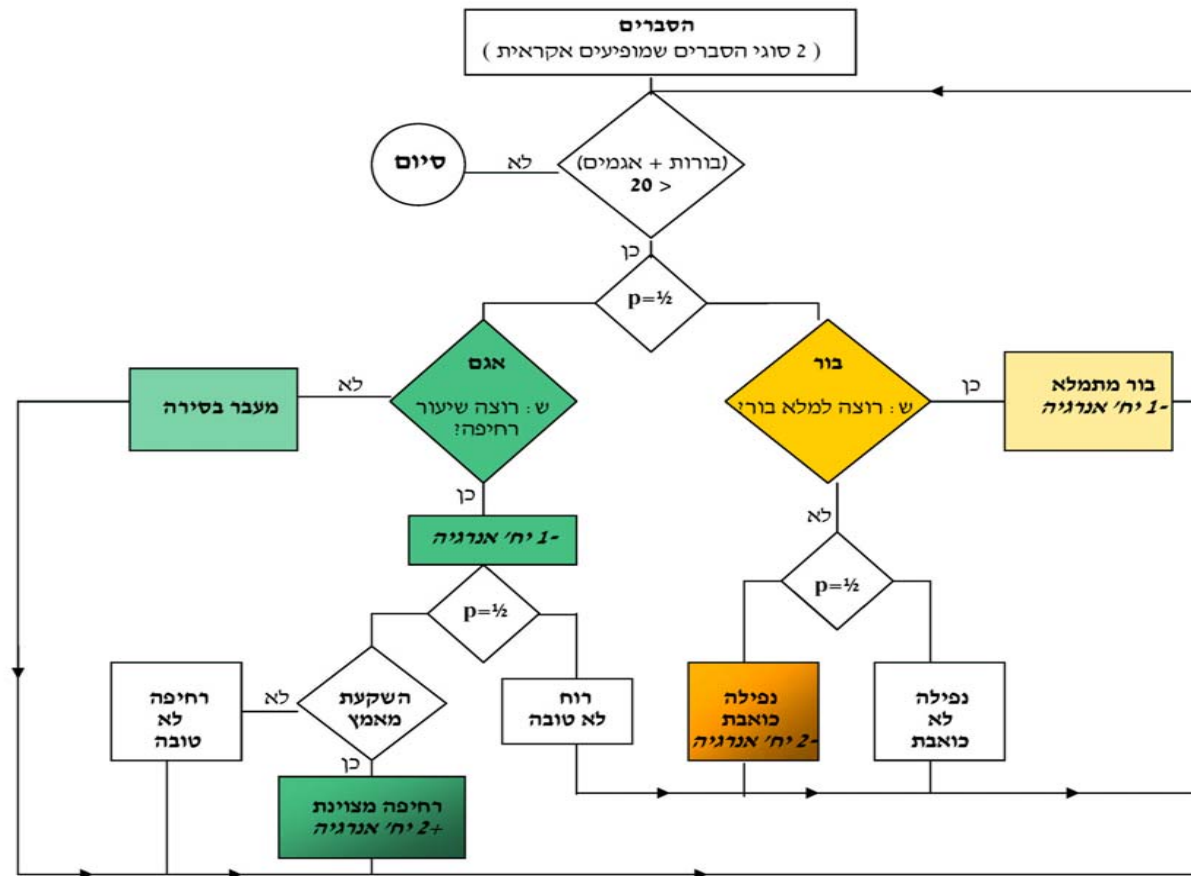 הסברים
( 2 סוגי הסברים שמופיעים אקראית )
(בורות + אגמים)
20 >
לא
סיום
כן
p=½
אגם
ש: רוצה שיעור
רחיפה?
לא
מעבר בסירה
בור
ש: רוצה למלא בור?
כן
בור מתמלא
-1 יח' אנרגיה
כן
-1 יח' אנרגיה
לא
p=½
p=½
השקעת
מאמץ
לא
רחיפה
לא
טובה
רוח
לא טובה
נפילה
כואבת
-2 יח' אנרגיה
נפילה
לא
כואבת
כן
רחיפה מצוינת
+2 יח' אנרגיה